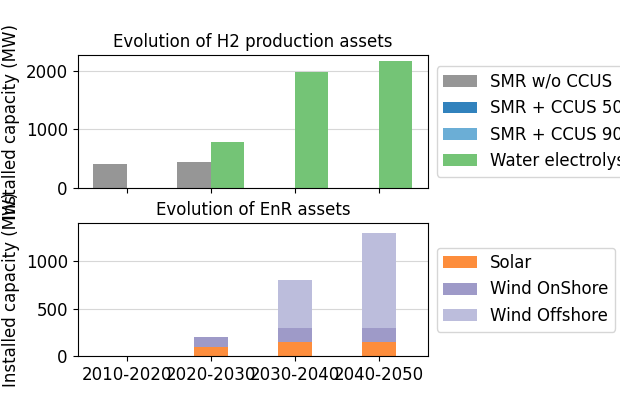 Evolution of H2 production assets
Installed capacity (MW)
2000
1000
0
SMR w/o CCUS
SMR + CCUS 50
SMR + CCUS 90
Water electrolys
Evolution of EnR assets
Installed capacity (MW)
1000
500
0
2010-2020
2020-2030
2030-2040
2040-2050
Solar
Wind OnShore
Wind Offshore